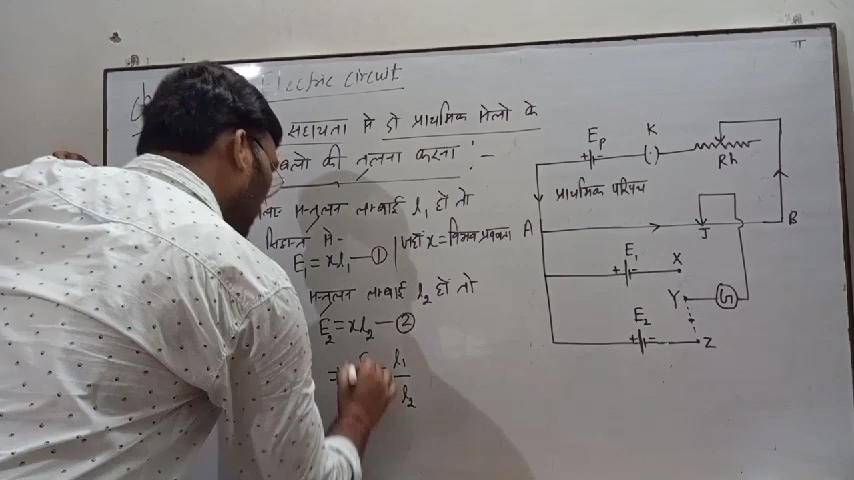 Electric circuit
सहायता से दो प्राथमिक सेलो के
की तुलना करना :-
सन्तुलन लम्बाई l₁ हो तो
सिद्धान्त से-
E₁ = xl₁ — ① | जहाँ x = विभव प्रवणता
सन्तुलन लम्बाई l₂ हो तो
E₂ = xl₂ — ②
= l₁
l₂
Ep K
Rh
प्राथमिक परिपथ
A J B
E₁ X
Y G
E₂ Z